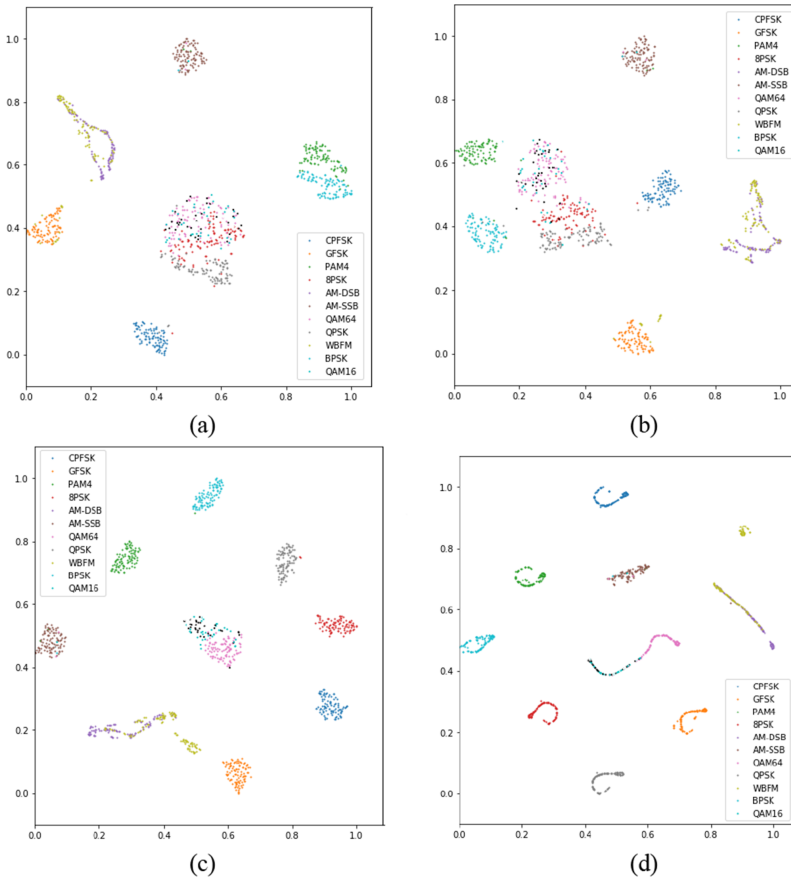 1.0
0.8
0.6
0.4
0.2
0.0
0.0 0.2 0.4 0.6 0.8 1.0
CPFSK
GFSK
PAM4
8PSK
AM-DSB
AM-SSB
QAM64
QPSK
WBFM
BPSK
QAM16
(a)
1.0
0.8
0.6
0.4
0.2
0.0
0.0 0.2 0.4 0.6 0.8 1.0
CPFSK
GFSK
PAM4
8PSK
AM-DSB
AM-SSB
QAM64
QPSK
WBFM
BPSK
QAM16
(b)
1.0
0.8
0.6
0.4
0.2
0.0
0.0 0.2 0.4 0.6 0.8 1.0
CPFSK
GFSK
PAM4
8PSK
AM-DSB
AM-SSB
QAM64
QPSK
WBFM
BPSK
QAM16
(c)
1.0
0.8
0.6
0.4
0.2
0.0
0.0 0.2 0.4 0.6 0.8 1.0
CPFSK
GFSK
PAM4
8PSK
AM-DSB
AM-SSB
QAM64
QPSK
WBFM
BPSK
QAM16
(d)